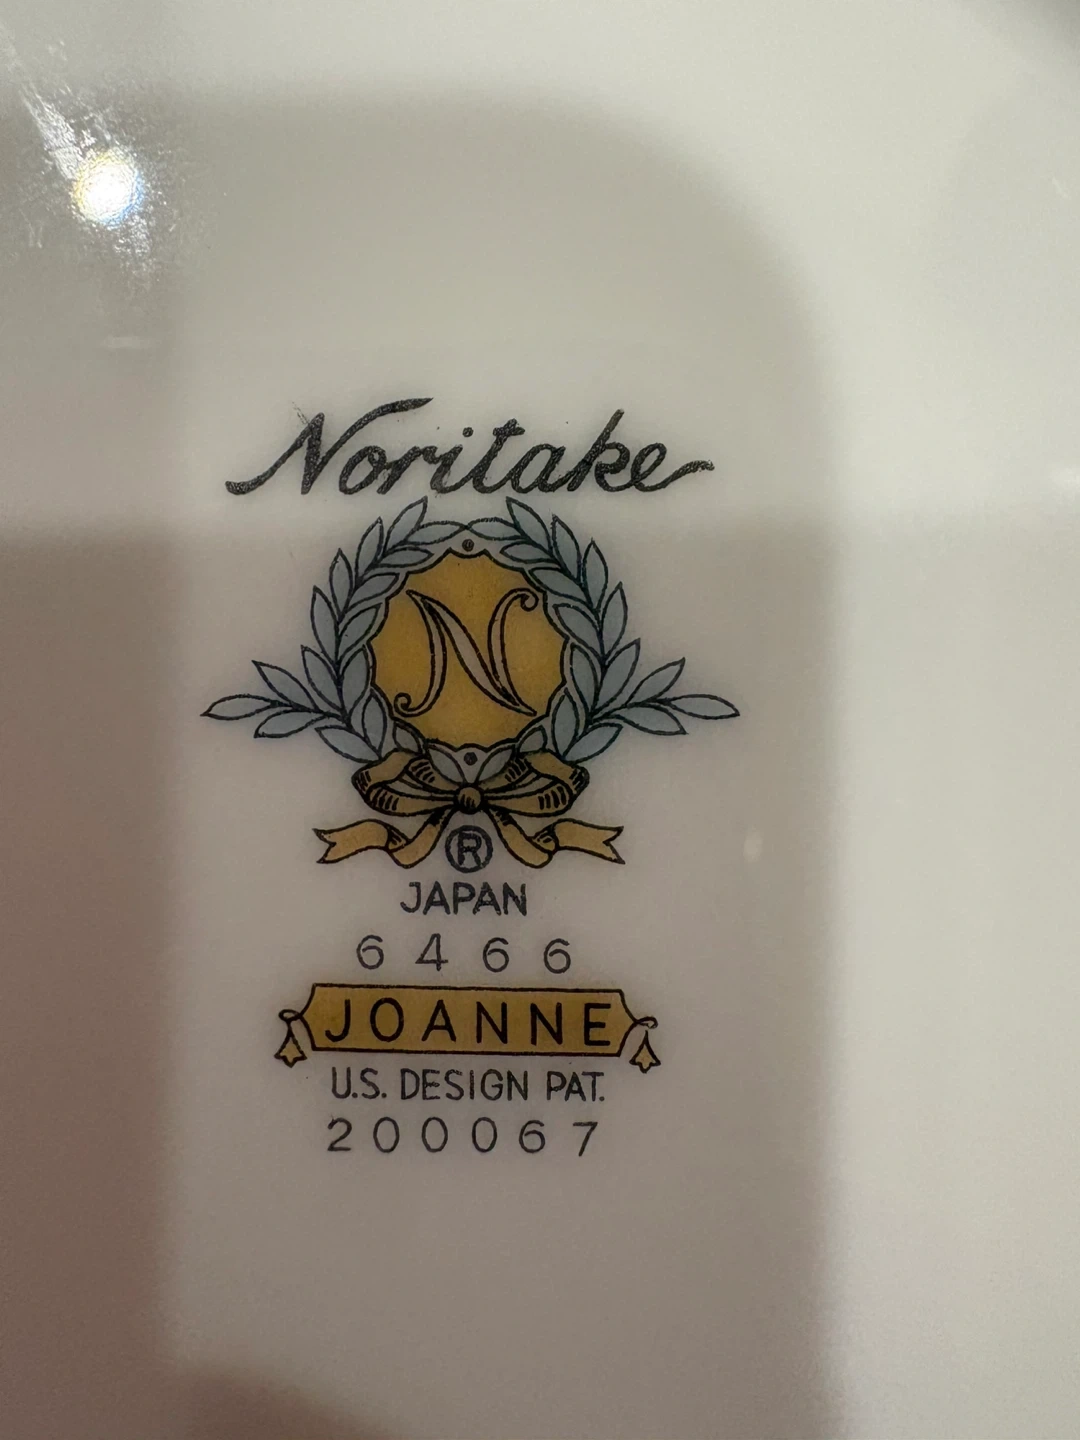 Noritake
N
®
JAPAN
6466
JOANNE
U.S. DESIGN PAT.
200067